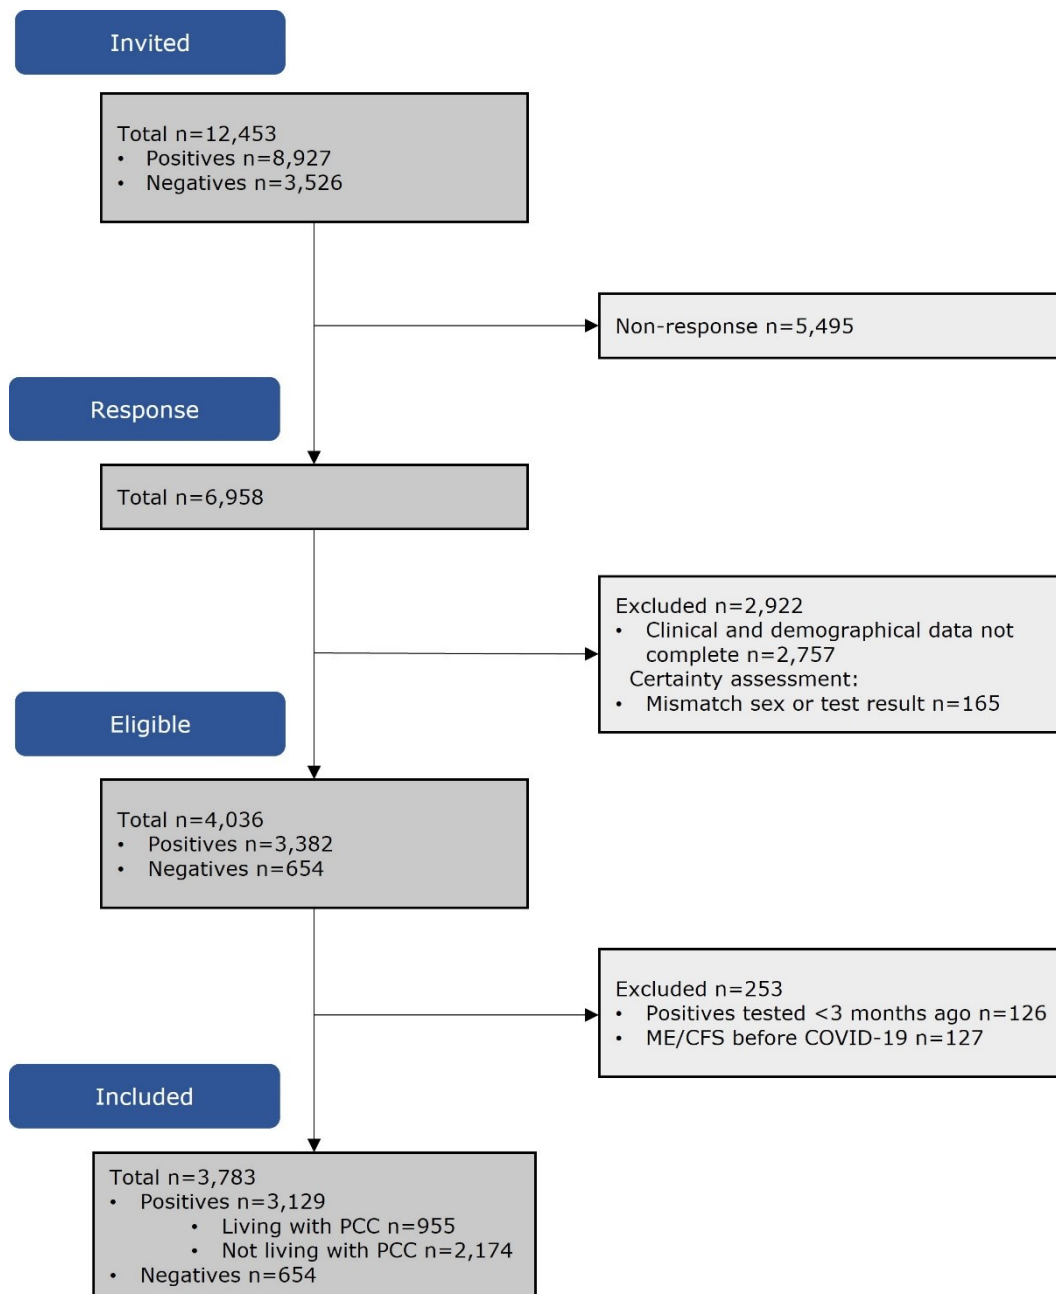 Invited
Total n=12,453
• Positives n=8,927
• Negatives n=3,526
Non-response n=5,495
Response
Total n=6,958
Excluded n=2,922
• Clinical and demographical data not
complete n=2,757
Certainty assessment:
• Mismatch sex or test result n=165
Eligible
Total n=4,036
• Positives n=3,382
• Negatives n=654
Excluded n=253
• Positives tested <3 months ago n=126
• ME/CFS before COVID-19 n=127
Included
Total n=3,783
• Positives n=3,129
• Living with PCC n=955
• Not living with PCC n=2,174
• Negatives n=654